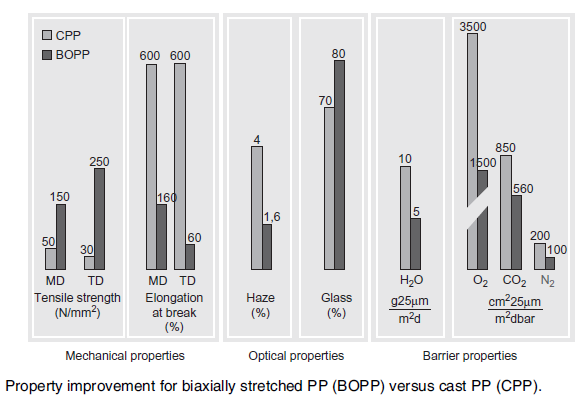 CPP
BOPP
50
150
30
250
600
160
600
60
4
1,6
70
80
10
5
3500
1500
850
560
200
100
MD TD MD TD H₂O O₂ CO₂ N₂
Tensile strength
(N/mm²)
Elongation
at break
(%)
Haze
(%)
Glass
(%)
g25μm
m²d
cm²25μm
m²dbar
Mechanical properties Optical properties Barrier properties
Property improvement for biaxially stretched PP (BOPP) versus cast PP (CPP).